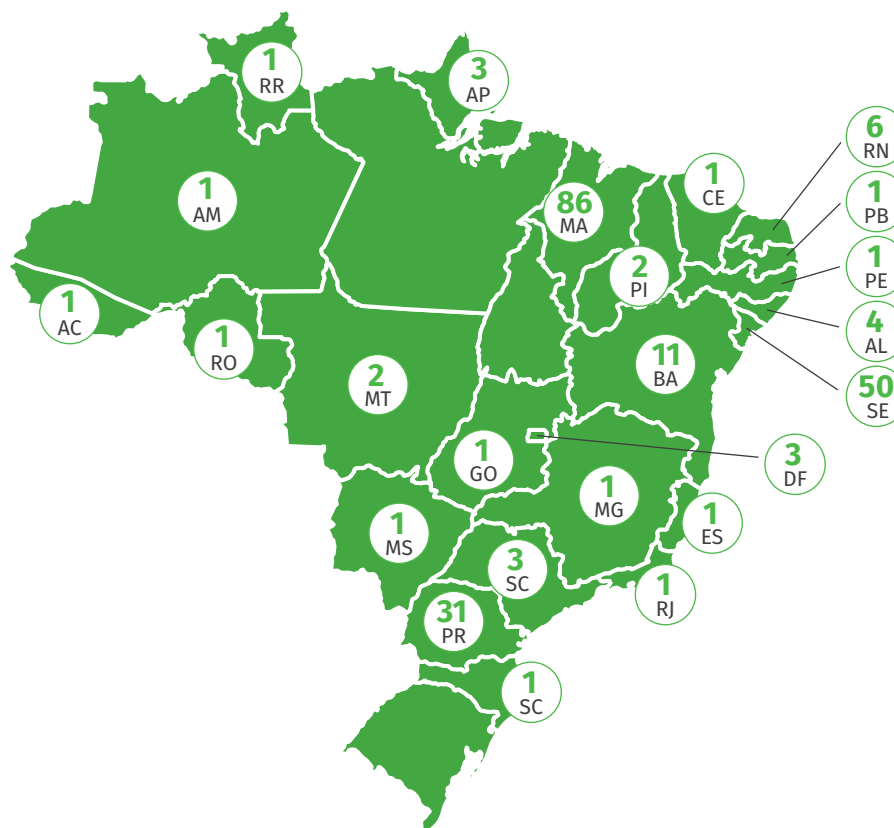 1
RR
3
AP
6
RN
1
CE
1
AM
86
MA
1
PB
2
PI
1
PE
1
AC
4
AL
1
RO
11
BA
2
MT
50
SE
1
GO
3
DF
1
MG
1
ES
1
MS
3
SC
1
RJ
31
PR
1
SC